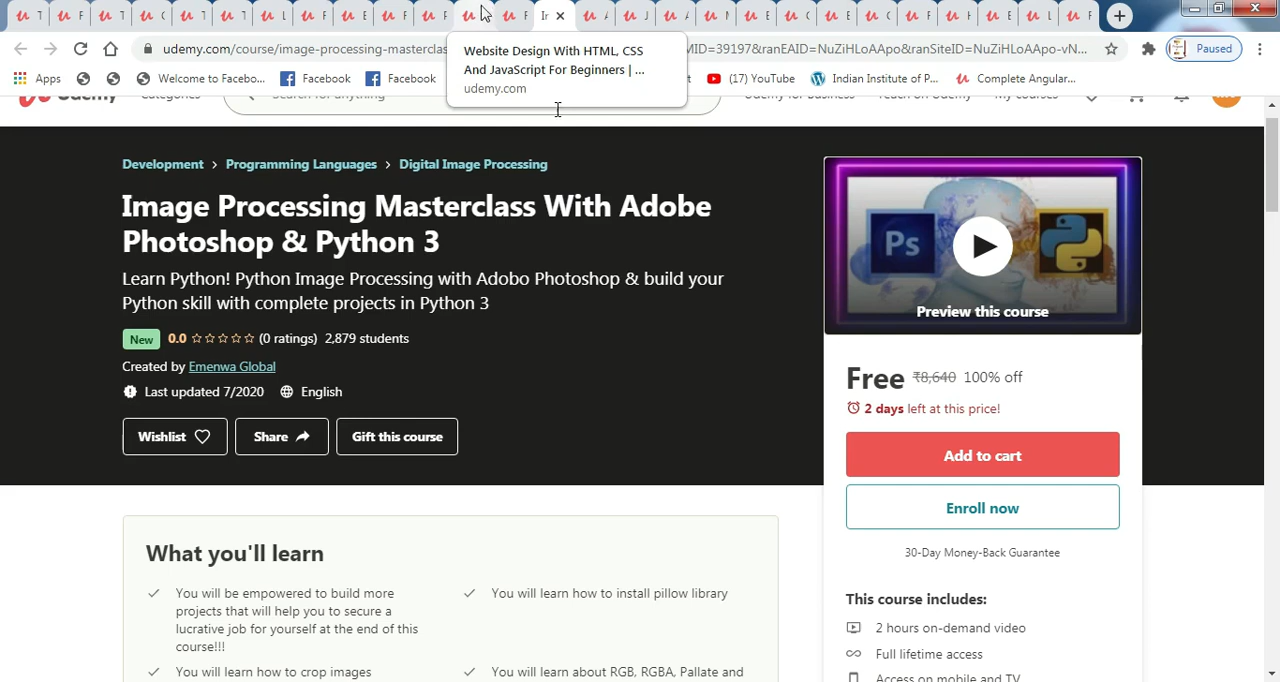 Paused
udemy.com/course/image-processing-masterclas
MID=39197&ranEAID=NuZiHLoAApo&ranSiteID=NuZiHLoAApo-vN...
Website Design With HTML, CSS
And JavaScript For Beginners | ...
udemy.com
Apps
Welcome to Facebo...
Facebook
Facebook
(17) YouTube
Indian Institute of P...
Complete Angular...
Image Processing Masterclass With Adobe
Photoshop & Python 3
Development > Programming Languages > Digital Image Processing
Learn Python! Python Image Processing with Adobo Photoshop & build your
Python skill with complete projects in Python 3
New 0.0 (0 ratings) 2,879 students
Created by Emenwa Global
Last updated 7/2020 English
Wishlist
Share
Gift this course
Ps
Preview this course
Free ₹8,640 100% off
2 days left at this price!
Add to cart
Enroll now
30-Day Money-Back Guarantee
This course includes:
2 hours on-demand video
Full lifetime access
Access on mobile and TV
What you'll learn
You will be empowered to build more
projects that will help you to secure a
lucrative job for yourself at the end of this
course!!!
You will learn how to install pillow library
You will learn how to crop images
You will learn about RGB, RGBA, Pallate and